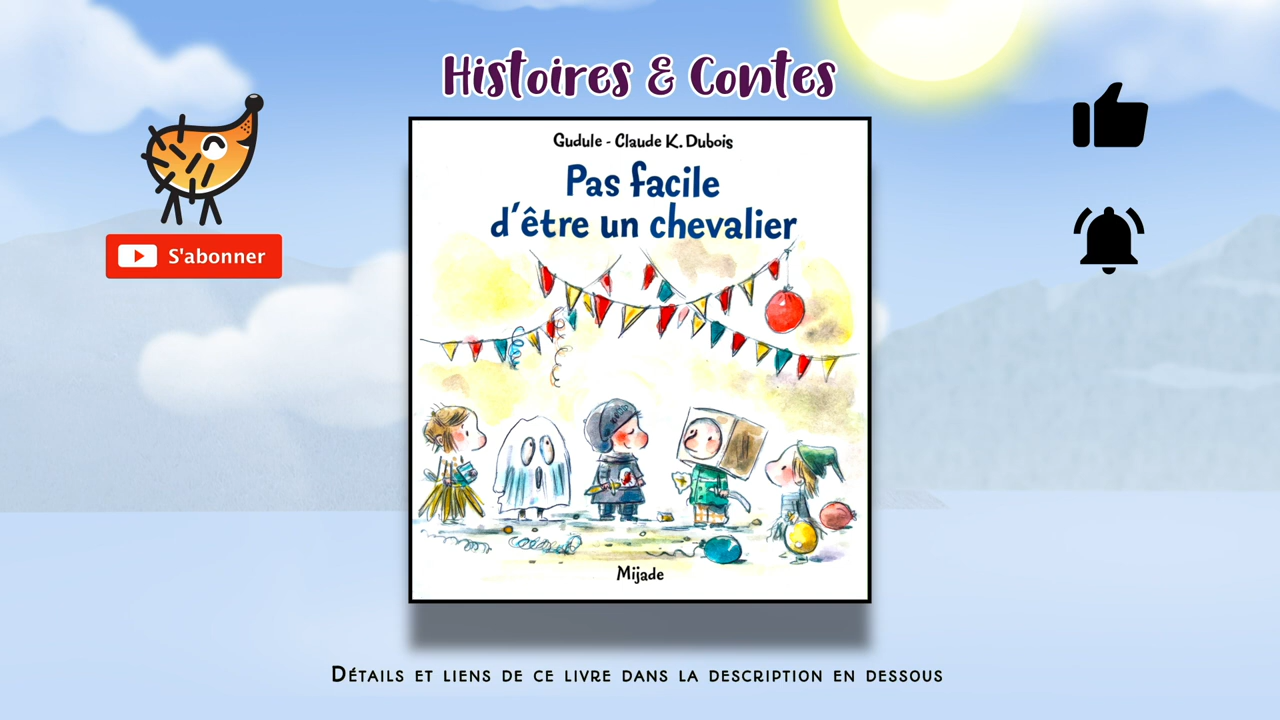 Histoires & Contes
Gudule - Claude K. Dubois
Pas facile
d'être un chevalier
S'abonner
Mijade
Détails et liens de ce livre dans la description en dessous